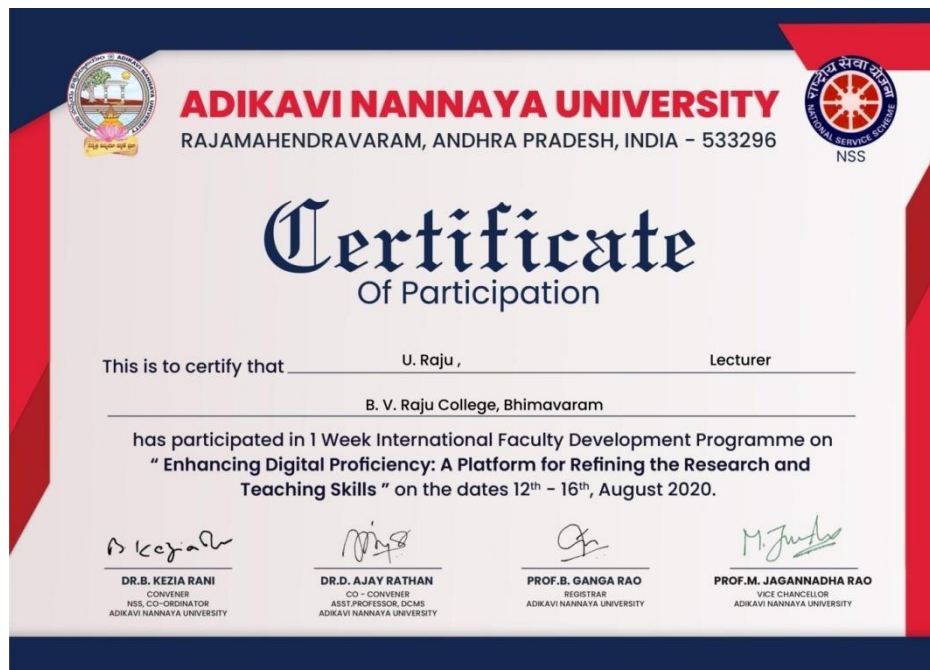 ADIKAVI NANNAYA UNIVERSITY
RAJAMAHENDRAVARAM, ANDHRA PRADESH, INDIA - 533296
राष्ट्रीय सेवा योजना
NATIONAL SERVICE SCHEME
NSS
Certificate
Of Participation
This is to certify that U. Raju , Lecturer
B. V. Raju College, Bhimavaram
has participated in 1 Week International Faculty Development Programme on
“ Enhancing Digital Proficiency: A Platform for Refining the Research and
Teaching Skills ” on the dates 12th - 16th, August 2020.
DR.B. KEZIA RANI
CONVENER
NSS, CO-ORDINATOR
ADIKAVI NANNAYA UNIVERSITY
DR.D. AJAY RATHAN
CO - CONVENER
ASST.PROFESSOR, DCMS
ADIKAVI NANNAYA UNIVERSITY
PROF.B. GANGA RAO
REGISTRAR
ADIKAVI NANNAYA UNIVERSITY
PROF.M. JAGANNADHA RAO
VICE CHANCELLOR
ADIKAVI NANNAYA UNIVERSITY